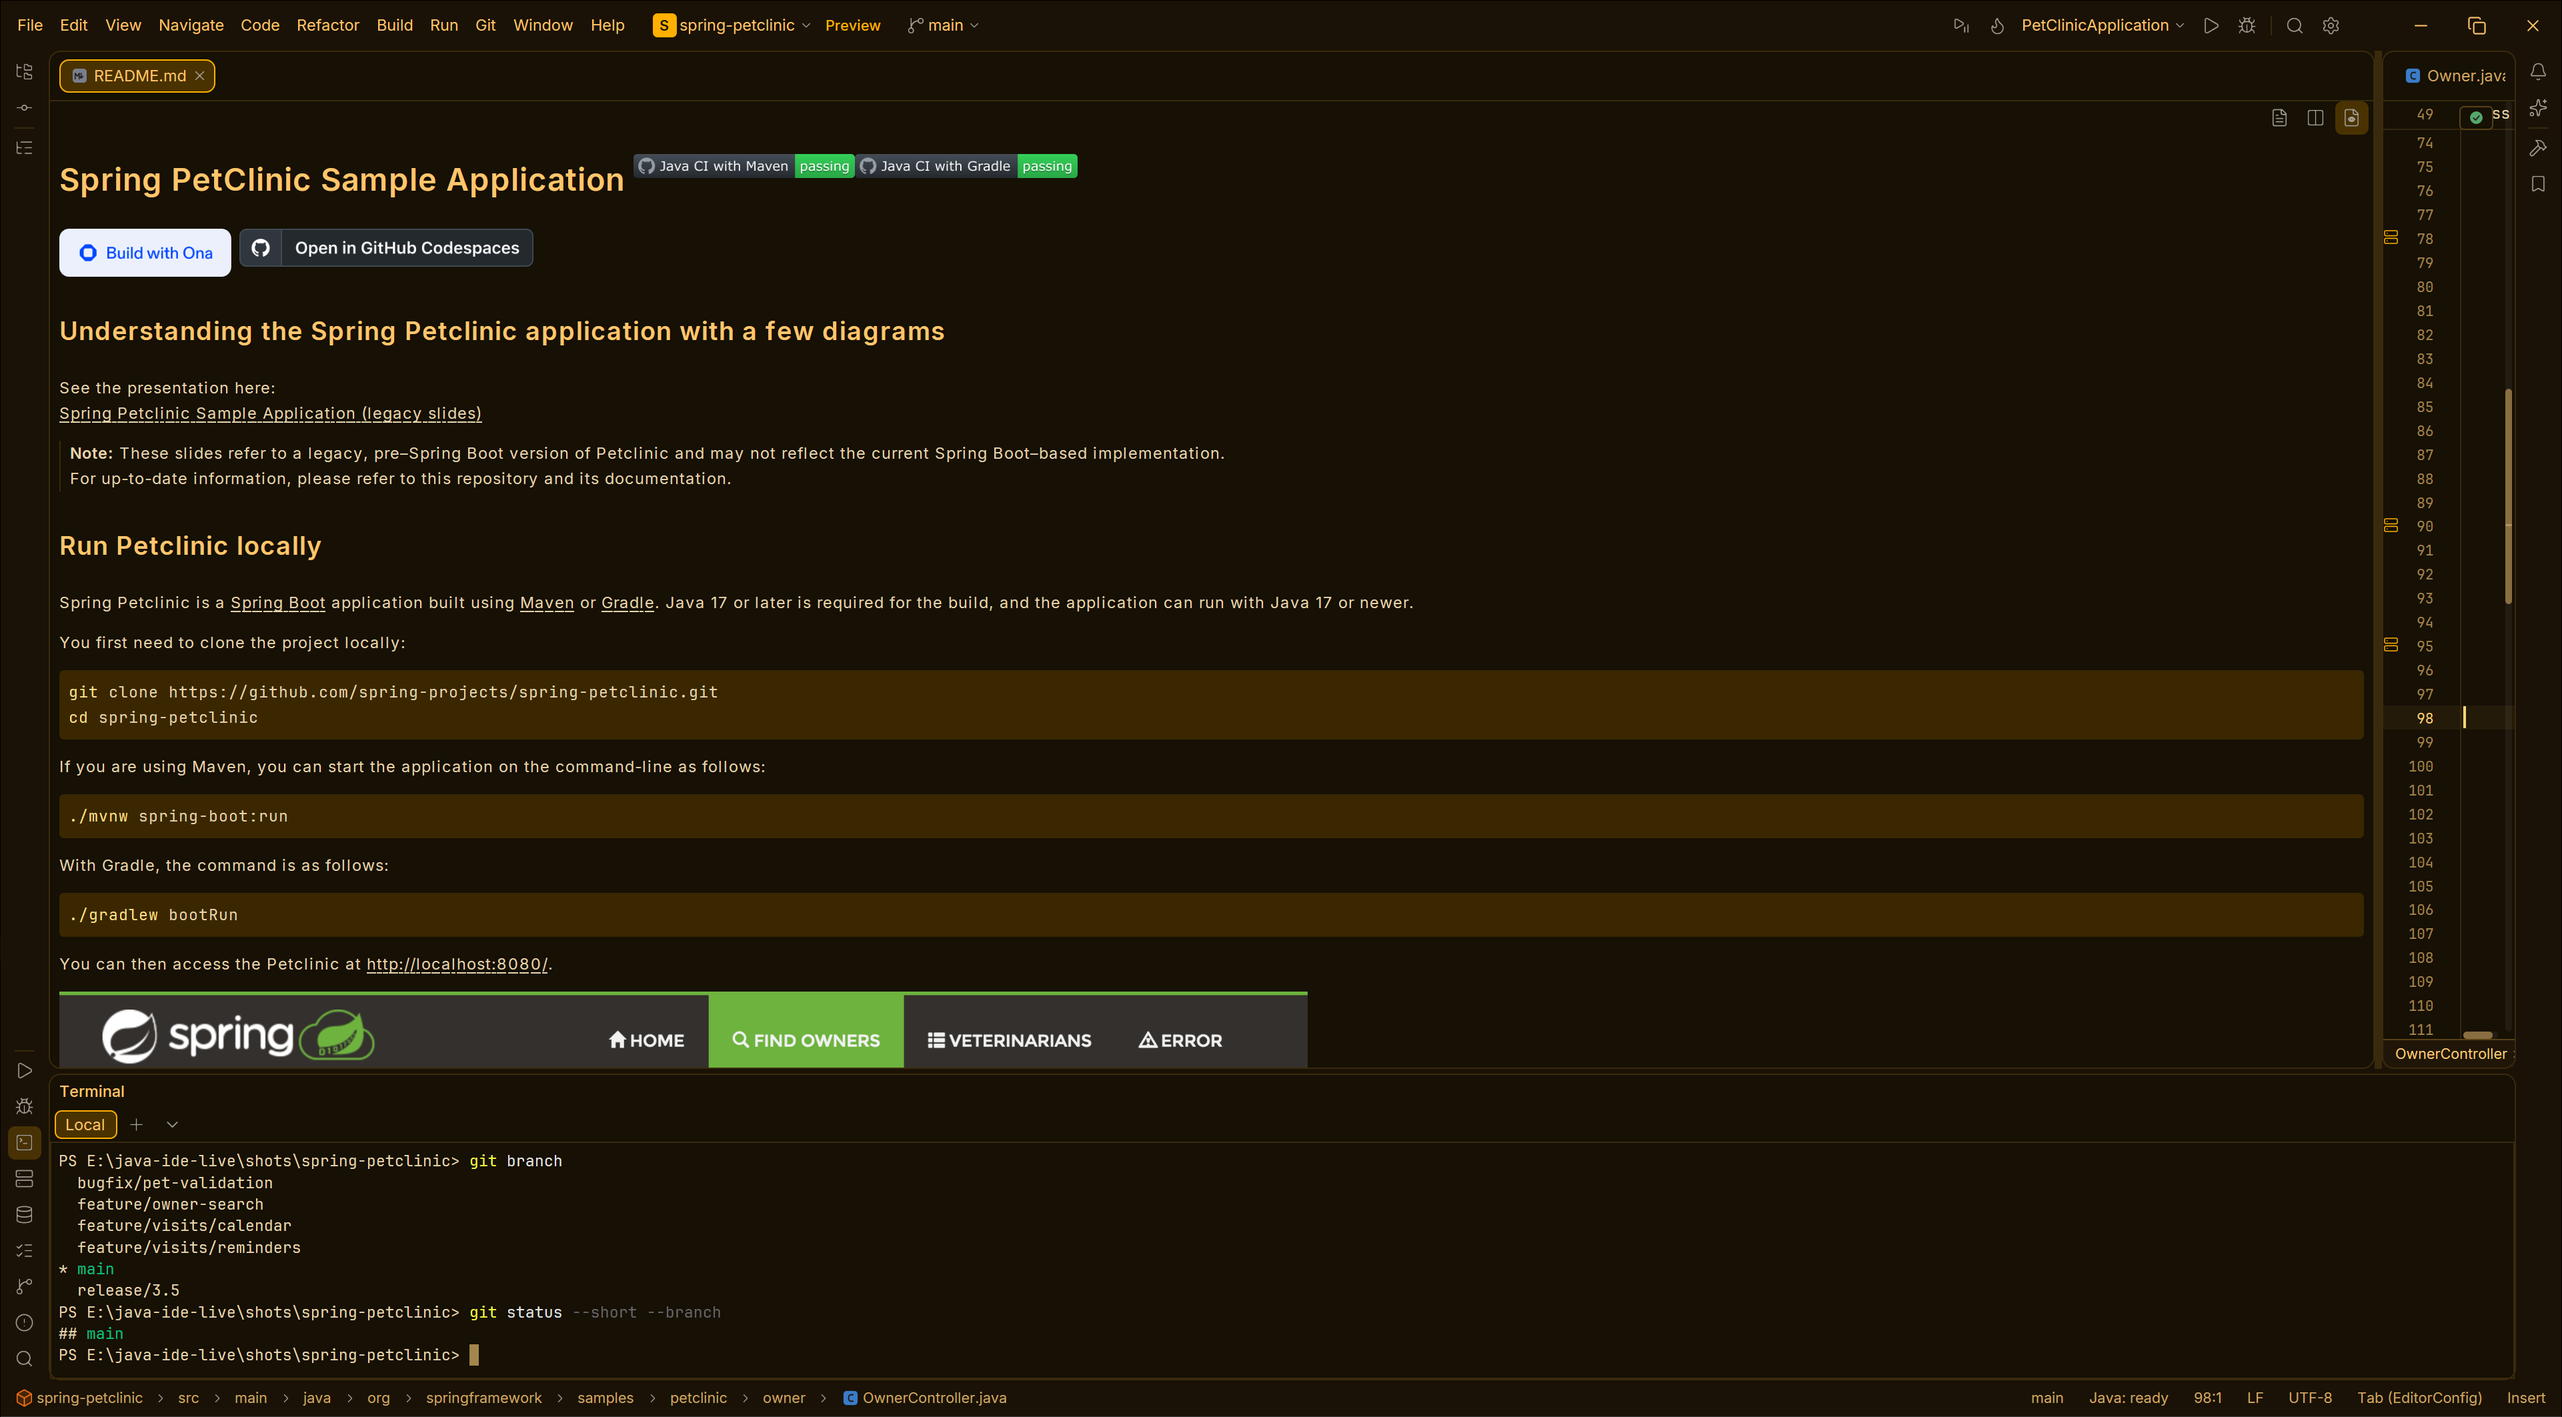 File Edit View Navigate Code Refactor Build Run Git Window Help S spring-petclinic Preview main PetClinicApplication
README.md
Owner.java
Spring PetClinic Sample Application Java CI with Maven passing Java CI with Gradle passing
Build with Ona Open in GitHub Codespaces
Understanding the Spring Petclinic application with a few diagrams
See the presentation here:
Spring Petclinic Sample Application (legacy slides)
Note: These slides refer to a legacy, pre–Spring Boot version of Petclinic and may not reflect the current Spring Boot–based implementation.
For up-to-date information, please refer to this repository and its documentation.
Run Petclinic locally
Spring Petclinic is a Spring Boot application built using Maven or Gradle. Java 17 or later is required for the build, and the application can run with Java 17 or newer.
You first need to clone the project locally:
git clone https://github.com/spring-projects/spring-petclinic.git
cd spring-petclinic
If you are using Maven, you can start the application on the command-line as follows:
./mvnw spring-boot:run
With Gradle, the command is as follows:
./gradlew bootRun
You can then access the Petclinic at http://localhost:8080/.
spring HOME FIND OWNERS VETERINARIANS ERROR
49 ss
74
75
76
77
78
79
80
81
82
83
84
85
86
87
88
89
90
91
92
93
94
95
96
97
98
99
100
101
102
103
104
105
106
107
108
109
110
111
OwnerController
Terminal
Local
PS E:\java-ide-live\shots\spring-petclinic> git branch
bugfix/pet-validation
feature/owner-search
feature/visits/calendar
feature/visits/reminders
* main
release/3.5
PS E:\java-ide-live\shots\spring-petclinic> git status --short --branch
## main
PS E:\java-ide-live\shots\spring-petclinic>
spring-petclinic > src > main > java > org > springframework > samples > petclinic > owner > OwnerController.java main Java: ready 98:1 LF UTF-8 Tab (EditorConfig) Insert